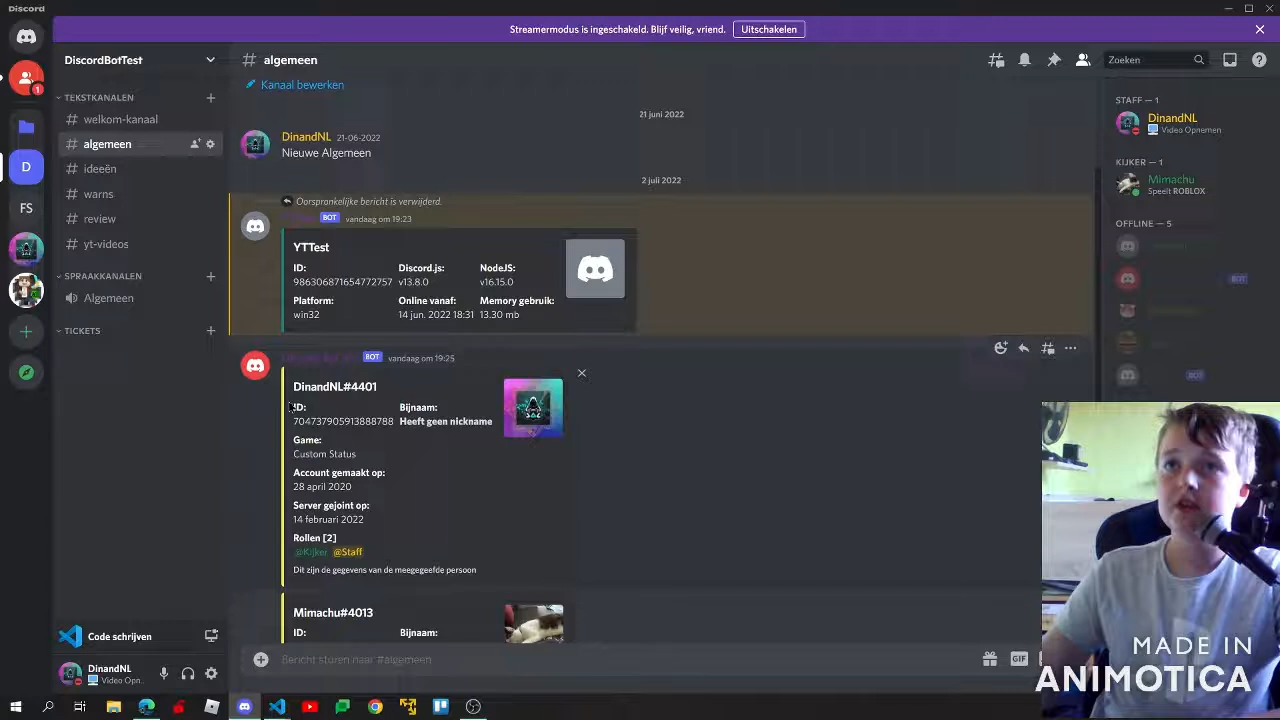 Discord
Streamermodus is ingeschakeld. Blijf veilig, vriend.
Uitschakelen
DiscordBotTest
algemeen
Zoeken
TEKSTKANALEN
welkom-kanaal
algemeen
ideeën
warns
review
yt-videos
SPRAAKKANALEN
Algemeen
TICKETS
D
FS
1
Kanaal bewerken
21 juni 2022
DinandNL 21-06-2022
Nieuwe Algemeen
2 juli 2022
Oorspronkelijke bericht is verwijderd.
BOT vandaag om 19:23
YTTest
ID: Discord.js: NodeJS:
986306871654772757 v13.8.0 v16.15.0
Platform: Online vanaf: Memory gebruik:
win32 14 jun. 2022 18:31 13.30 mb
BOT vandaag om 19:25
DinandNL#4401
ID: Bijnaam:
704737905913888788 Heeft geen nickname
Game:
Custom Status
Account gemaakt op:
28 april 2020
Server gejoint op:
14 februari 2022
Rollen [2]
@Kijker @Staff
Dit zijn de gegevens van de meegegeefde persoon
Mimachu#4013
ID: Bijnaam:
Bericht sturen naar #algemeen
GIF
STAFF — 1
DinandNL
Video Opnemen
KIJKER — 1
Mimachu
Speelt ROBLOX
OFFLINE — 5
BOT
BOT
Code schrijven
DinandNL
Video Opn...
MADE IN
ANIMOTICA